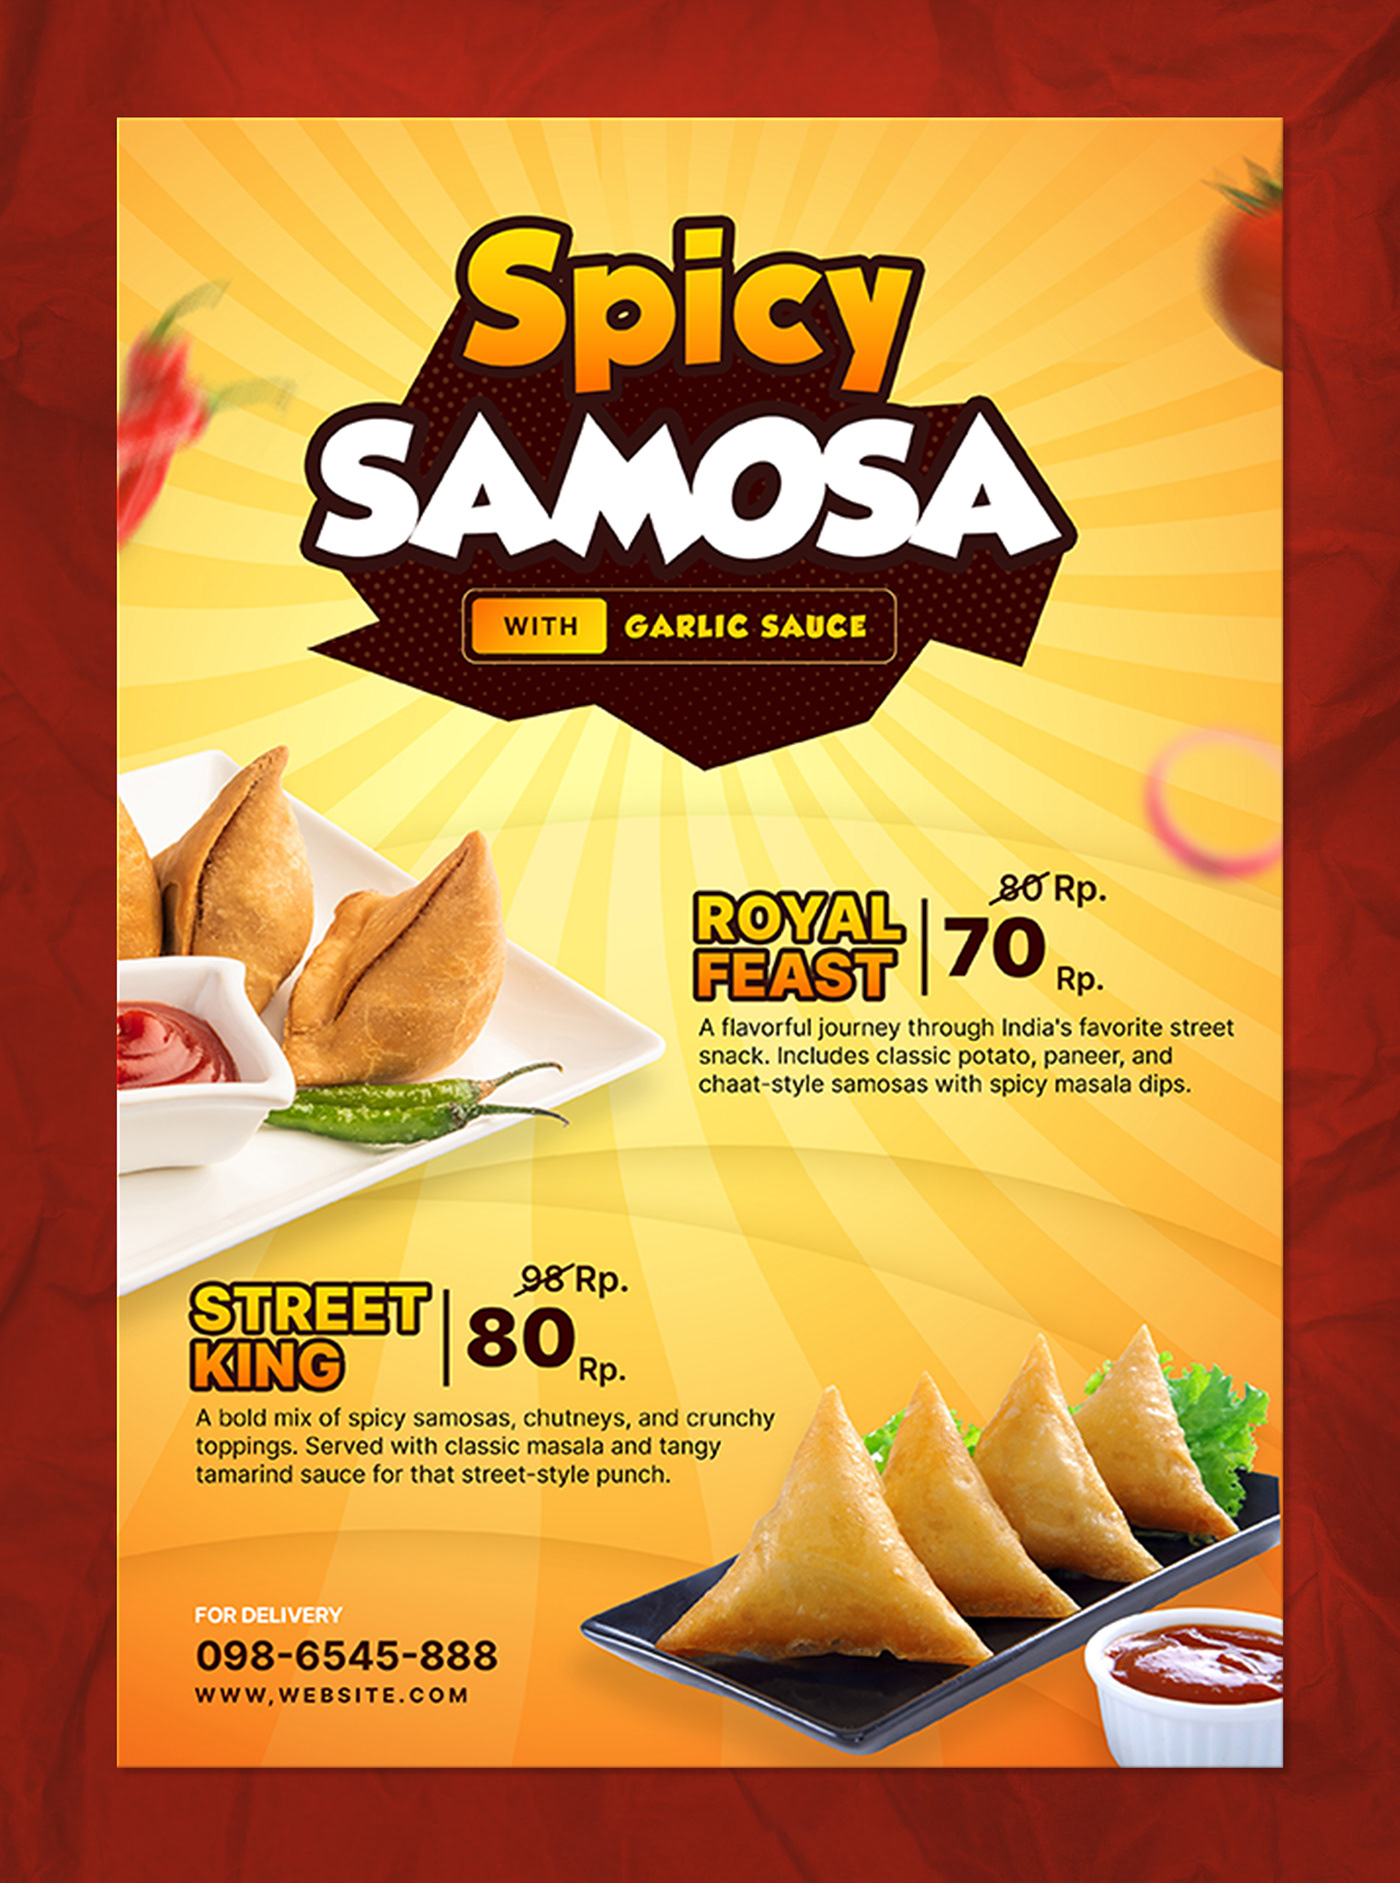 Spicy
SAMOSA
WITH GARLIC SAUCE
ROYAL
FEAST
80 Rp.
70 Rp.
A flavorful journey through India's favorite street
snack. Includes classic potato, paneer, and
chaat-style samosas with spicy masala dips.
STREET
KING
98 Rp.
80 Rp.
A bold mix of spicy samosas, chutneys, and crunchy
toppings. Served with classic masala and tangy
tamarind sauce for that street-style punch.
FOR DELIVERY
098-6545-888
WWW,WEBSITE.COM